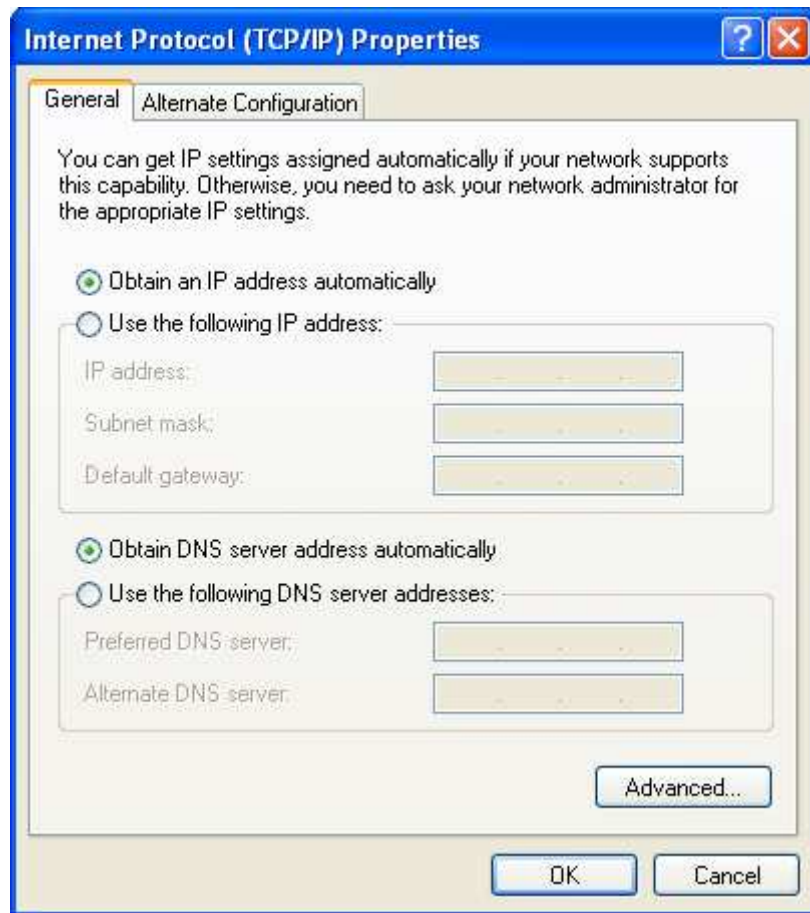 Internet Protocol (TCP/IP) Properties
General
Alternate Configuration
You can get IP settings assigned automatically if your network supports
this capability. Otherwise, you need to ask your network administrator for
the appropriate IP settings.
Obtain an IP address automatically
Use the following IP address:
IP address:
Subnet mask:
Default gateway:
Obtain DNS server address automatically
Use the following DNS server addresses:
Preferred DNS server:
Alternate DNS server:
Advanced...
OK
Cancel